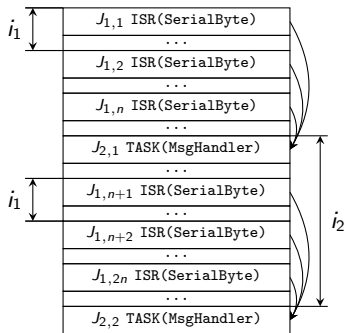 i₁
J₁,₁ ISR(SerialByte)
...
J₁,₂ ISR(SerialByte)
...
J₁,ₙ ISR(SerialByte)
...
J₂,₁ TASK(MsgHandler)
...
i₁
J₁,ₙ₊₁ ISR(SerialByte)
...
i₂
J₁,ₙ₊₂ ISR(SerialByte)
...
J₁,₂ₙ ISR(SerialByte)
...
J₂,₂ TASK(MsgHandler)